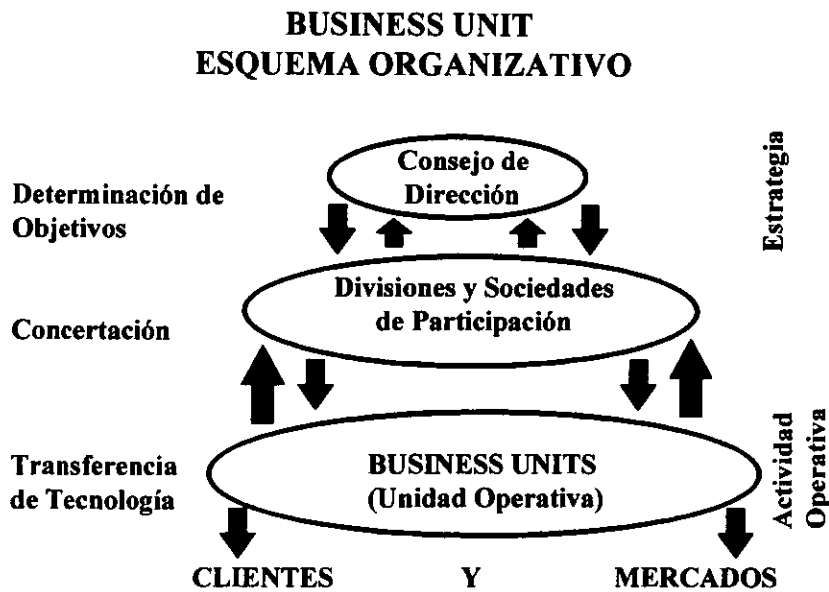 BUSINESS UNIT
ESQUEMA ORGANIZATIVO
Consejo de
Dirección
Determinación de
Objetivos
Estrategia
Divisiones y Sociedades
de Participación
Concertación
BUSINESS UNITS
(Unidad Operativa)
Transferencia
de Tecnología
Actividad
Operativa
CLIENTES Y MERCADOS